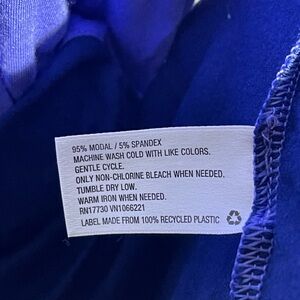 95% MODAL / 5% SPANDEX
MACHINE WASH COLD WITH LIKE COLORS.
GENTLE CYCLE.
ONLY NON-CHLORINE BLEACH WHEN NEEDED.
TUMBLE DRY LOW.
WARM IRON WHEN NEEDED.
RN17730 VN1066221
LABEL MADE FROM 100% RECYCLED PLASTIC